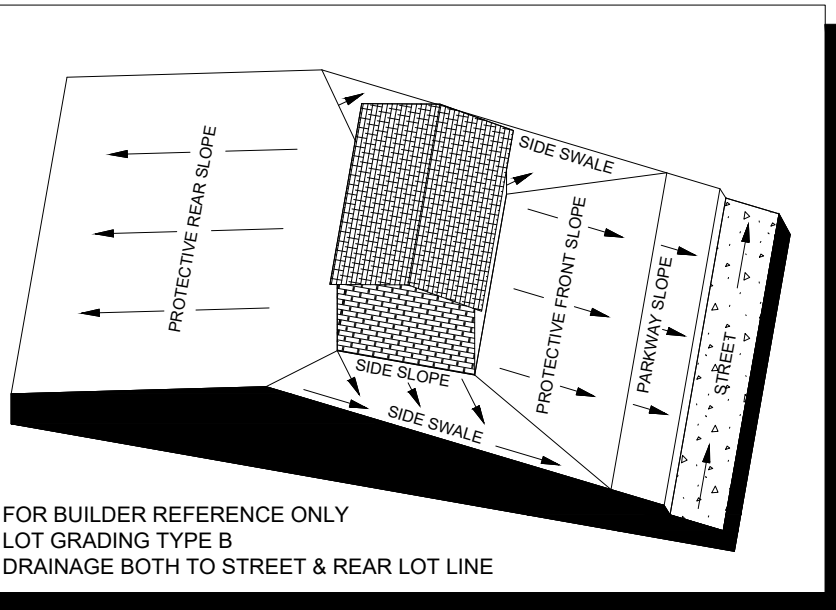 PROTECTIVE REAR SLOPE
SIDE SWALE
PROTECTIVE FRONT SLOPE
PARKWAY SLOPE
STREET
SIDE SLOPE
SIDE SWALE
FOR BUILDER REFERENCE ONLY
LOT GRADING TYPE B
DRAINAGE BOTH TO STREET & REAR LOT LINE